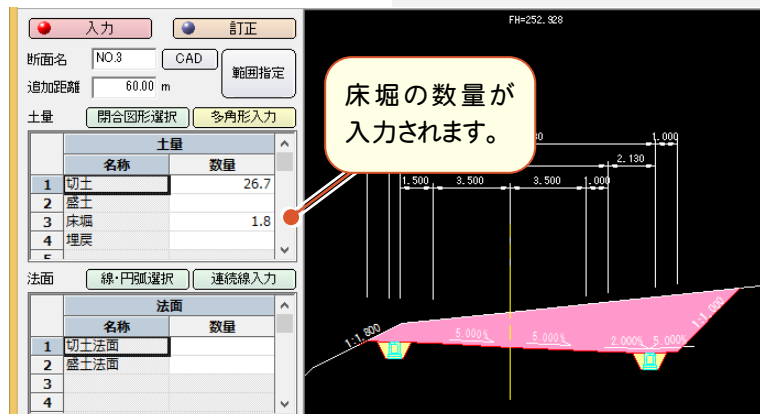 入力 訂正
断面名 NO.3 CAD 範囲指定
追加距離 60.00 m
土量 閉合図形選択 多角形入力
土量
名称 数量
1 切土 26.7
2 盛土
3 床堀 1.8
4 埋戻
法面 線・円弧選択 連続線入力
法面
名称 数量
1 切土法面
2 盛土法面
3
4
床堀の数量が
入力されます。
FH=252.928
1.000
2.130
1.500 3.500 3.500 1.000
1:1.800 5.000% 5.000% 2.000% 5.000% 1:1.000